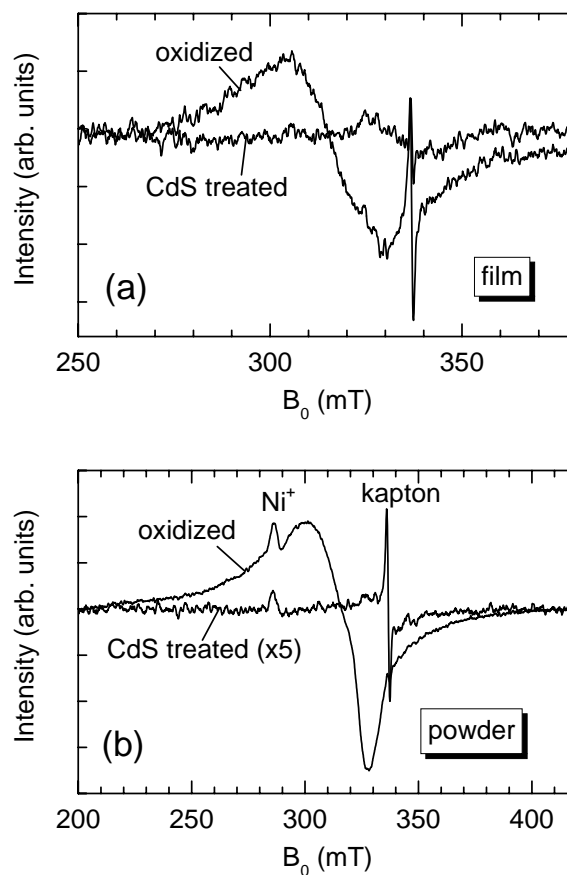 oxidized
CdS treated
Intensity (arb. units)
(a)
film
250 300 350
B0 (mT)
Ni+
kapton
oxidized
CdS treated (x5)
Intensity (arb. units)
(b)
powder
200 250 300 350 400
B0 (mT)